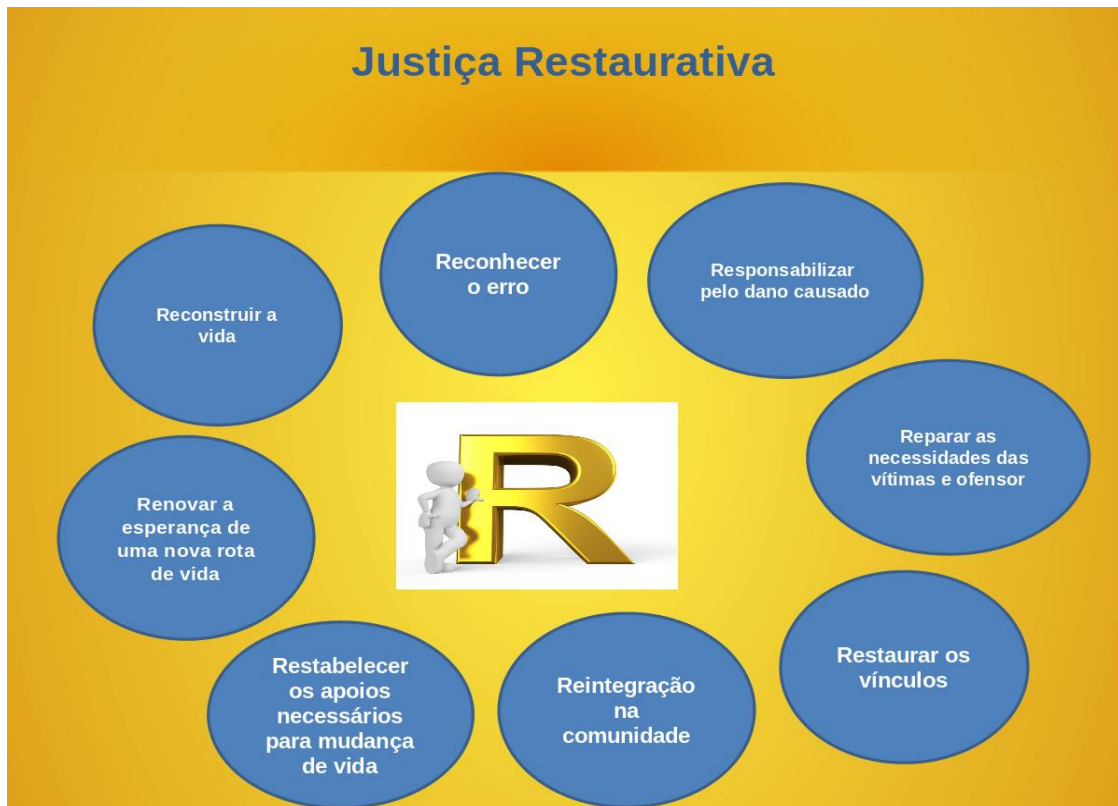 Justiça Restaurativa
Reconhecer
o erro
Responsabilizar
pelo dano causado
Reparar as
necessidades das
vítimas e ofensor
Restaurar os
vínculos
Reintegração
na
comunidade
Restabelecer
os apoios
necessários
para mudança
de vida
Renovar a
esperança de
uma nova rota
de vida
Reconstruir a
vida
R